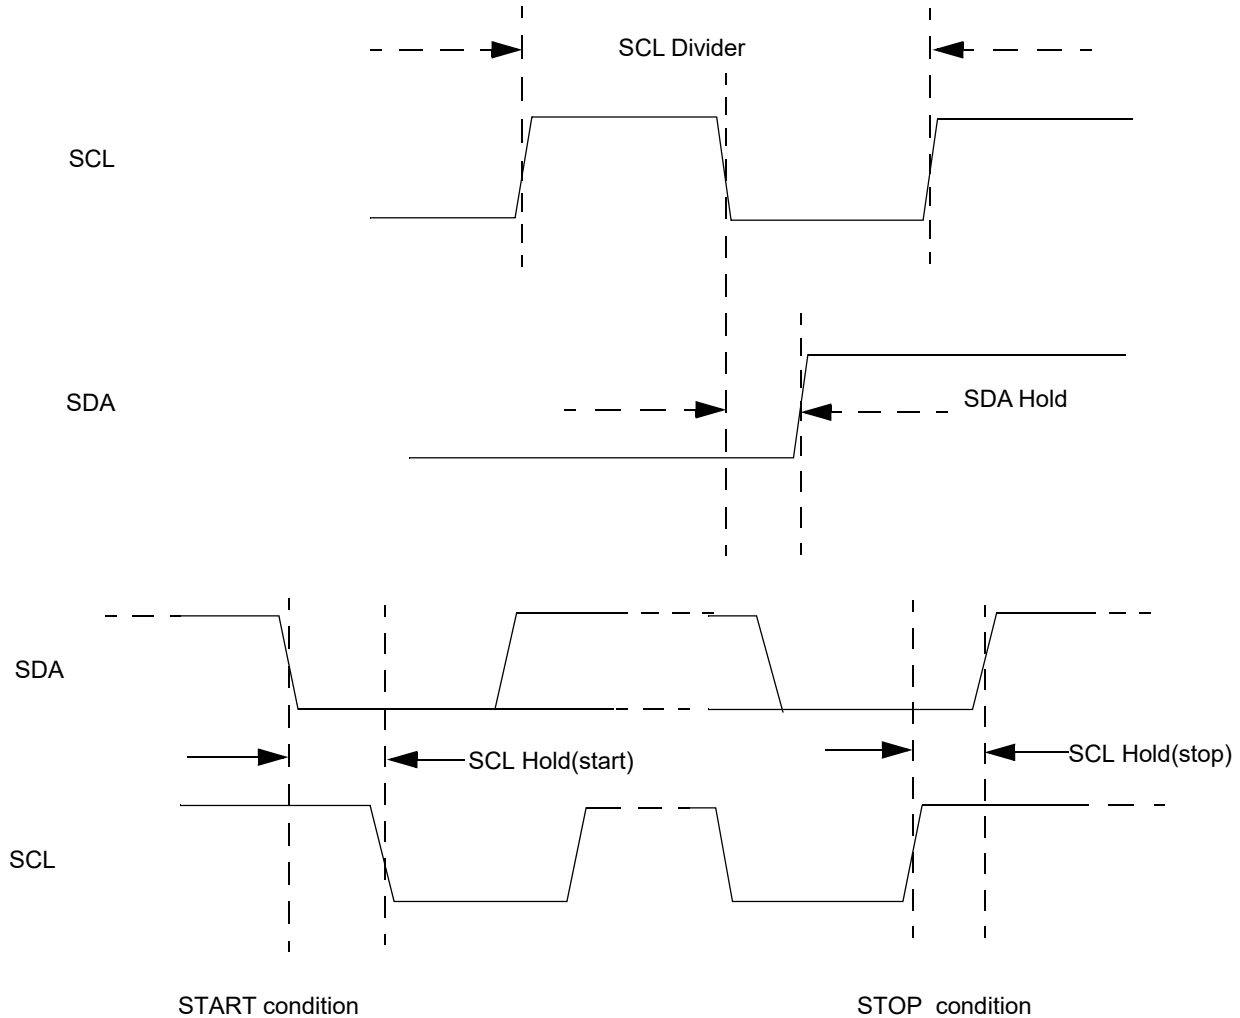 SCL Divider
SCL
SDA
SDA Hold
SDA
SCL Hold(start)
SCL Hold(stop)
SCL
START condition
STOP condition